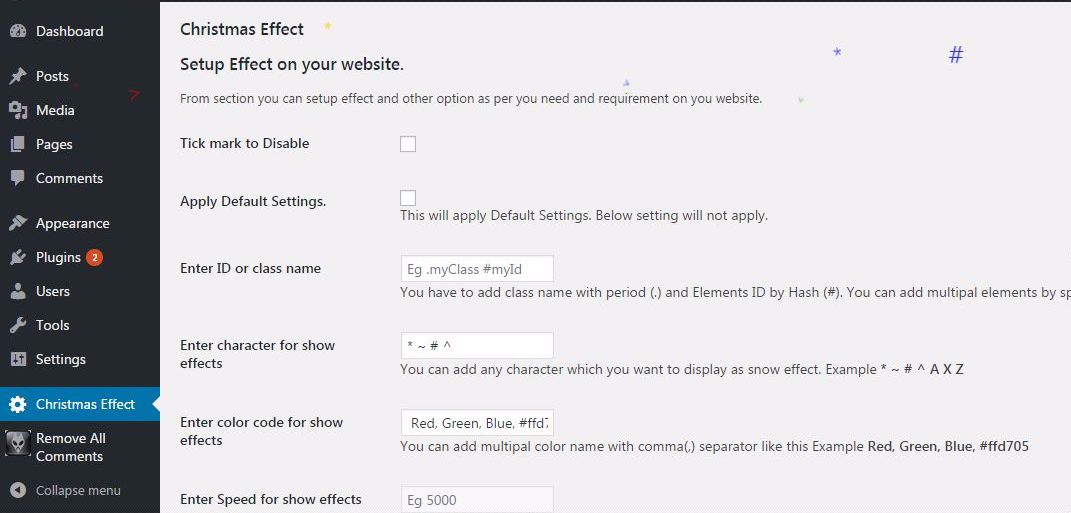 Dashboard
Posts
Media
Pages
Comments
Appearance
Plugins 2
Users
Tools
Settings
Christmas Effect
Remove All
Comments
Collapse menu
Christmas Effect
Setup Effect on your website.
From section you can setup effect and other option as per you need and requirement on you website.
Tick mark to Disable
Apply Default Settings.
This will apply Default Settings. Below setting will not apply.
Enter ID or class name
Eg .myClass #myId
You have to add class name with period (.) and Elements ID by Hash (#). You can add multipal elements by sp
Enter character for show
effects
* ~ # ^
You can add any character which you want to display as snow effect. Example * ~ # ^ A X Z
Enter color code for show
effects
Red, Green, Blue, #ffd7
You can add multipal color name with comma(,) separator like this Example Red, Green, Blue, #ffd705
Enter Speed for show effects
Eg 5000
* * #